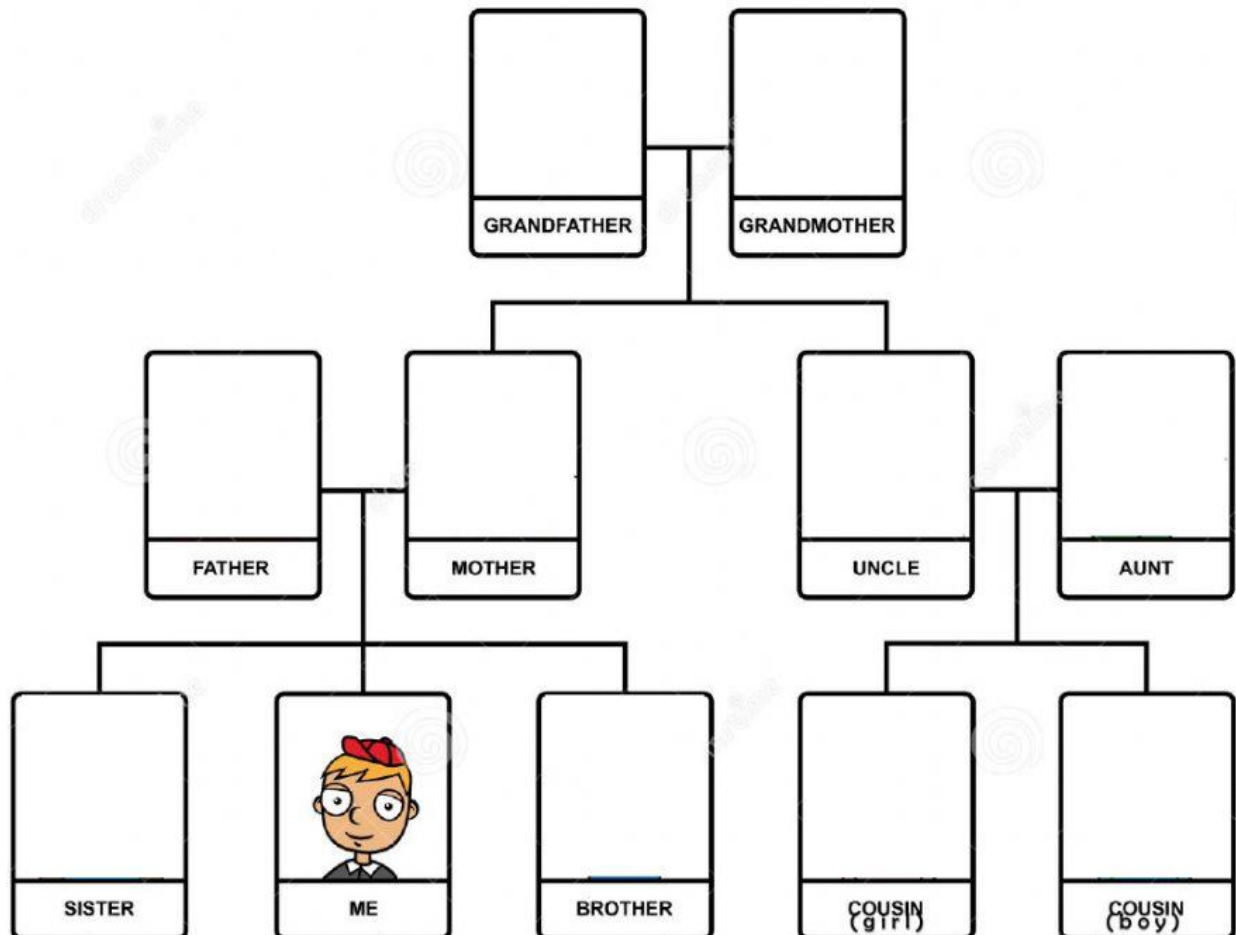 GRANDFATHER
GRANDMOTHER
FATHER
MOTHER
UNCLE
AUNT
SISTER
ME
BROTHER
COUSIN
(girl)
COUSIN
(boy)